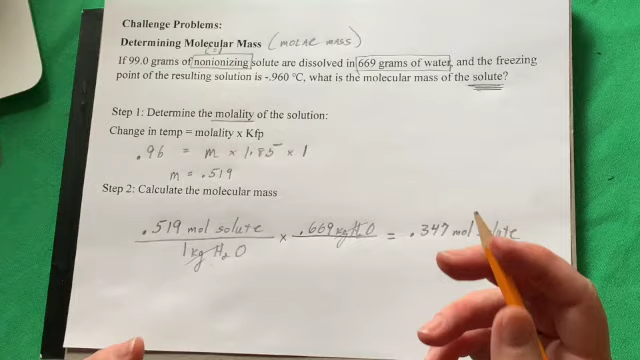 Challenge Problems:
Determining Molecular Mass (MOLAR MASS)
(=1)
If 99.0 grams of nonionizing solute are dissolved in 669 grams of water, and the freezing
point of the resulting solution is -.960 °C, what is the molecular mass of the solute?
Step 1: Determine the molality of the solution:
Change in temp = molality x Kfp
.96 = m x 1.85 x 1
m = .519
Step 2: Calculate the molecular mass
.519 mol solute x .669 kg H₂O = .347 mol
1 kg H₂O